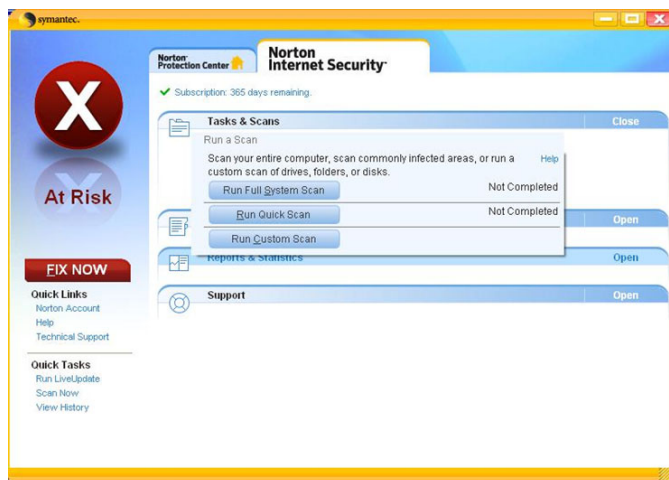 symantec.
Norton
Protection Center
Norton
Internet Security
Subscription: 365 days remaining.
X
At Risk
FIX NOW
Quick Links
Norton Account
Help
Technical Support
Quick Tasks
Run LiveUpdate
Scan Now
View History
Tasks & Scans
Close
Run a Scan
Scan your entire computer, scan commonly infected areas, or run a
custom scan of drives, folders, or disks.
Help
Run Full System Scan
Not Completed
Run Quick Scan
Not Completed
Run Custom Scan
Open
Reports & Statistics
Open
Support
Open